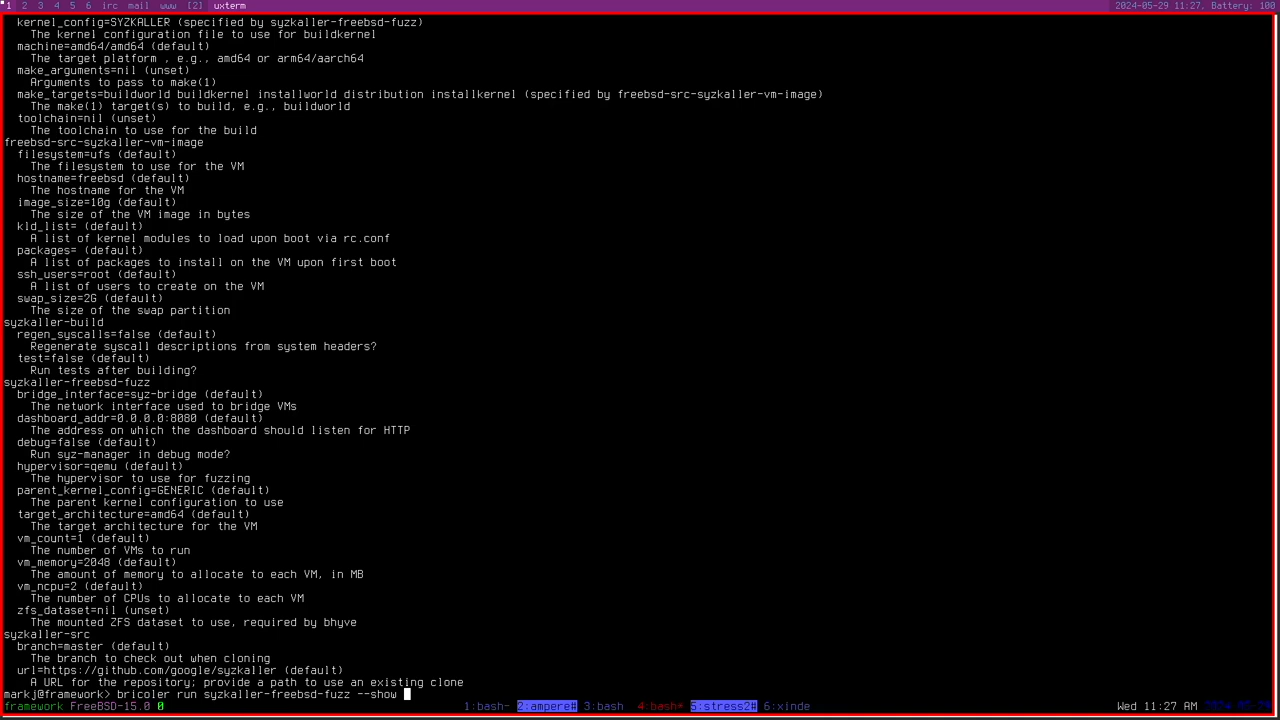 1 2 3 4 5 6 irc mail www [2] uxterm 2024-05-29 11:27, Battery: 100
kernel_config=SYZKALLER (specified by syzkaller-freebsd-fuzz)
The kernel configuration file to use for buildkernel
machine=amd64/amd64 (default)
The target platform , e.g., amd64 or arm64/aarch64
make_arguments=nil (unset)
Arguments to pass to make(1)
make_targets=buildworld buildkernel installworld distribution installkernel (specified by freebsd-src-syzkaller-vm-image)
The make(1) target(s) to build, e.g., buildworld
toolchain=nil (unset)
The toolchain to use for the build
freebsd-src-syzkaller-vm-image
filesystem=ufs (default)
The filesystem to use for the VM
hostname=freebsd (default)
The hostname for the VM
image_size=10g (default)
The size of the VM image in bytes
kld_list= (default)
A list of kernel modules to load upon boot via rc.conf
packages= (default)
A list of packages to install on the VM upon first boot
ssh_users=root (default)
A list of users to create on the VM
swap_size=2G (default)
The size of the swap partition
syzkaller-build
regen_syscalls=false (default)
Regenerate syscall descriptions from system headers?
test=false (default)
Run tests after building?
syzkaller-freebsd-fuzz
bridge_interface=syz-bridge (default)
The network interface used to bridge VMs
dashboard_addr=0.0.0.0:8080 (default)
The address on which the dashboard should listen for HTTP
debug=false (default)
Run syz-manager in debug mode?
hypervisor=qemu (default)
The hypervisor to use for fuzzing
parent_kernel_config=GENERIC (default)
The parent kernel configuration to use
target_architecture=amd64 (default)
The target architecture for the VM
vm_count=1 (default)
The number of VMs to run
vm_memory=2048 (default)
The amount of memory to allocate to each VM, in MB
vm_ncpu=2 (default)
The number of CPUs to allocate to each VM
zfs_dataset=nil (unset)
The mounted ZFS dataset to use, required by bhyve
syzkaller-src
branch=master (default)
The branch to check out when cloning
url=https://github.com/google/syzkaller (default)
A URL for the repository; provide a path to use an existing clone
markj@framework> bricoler run syzkaller-freebsd-fuzz --show
framework FreeBSD-15.0 0 1:bash- 2:ampere# 3:bash 4:bash* 5:stress2# 6:xinde Wed 11:27 AM